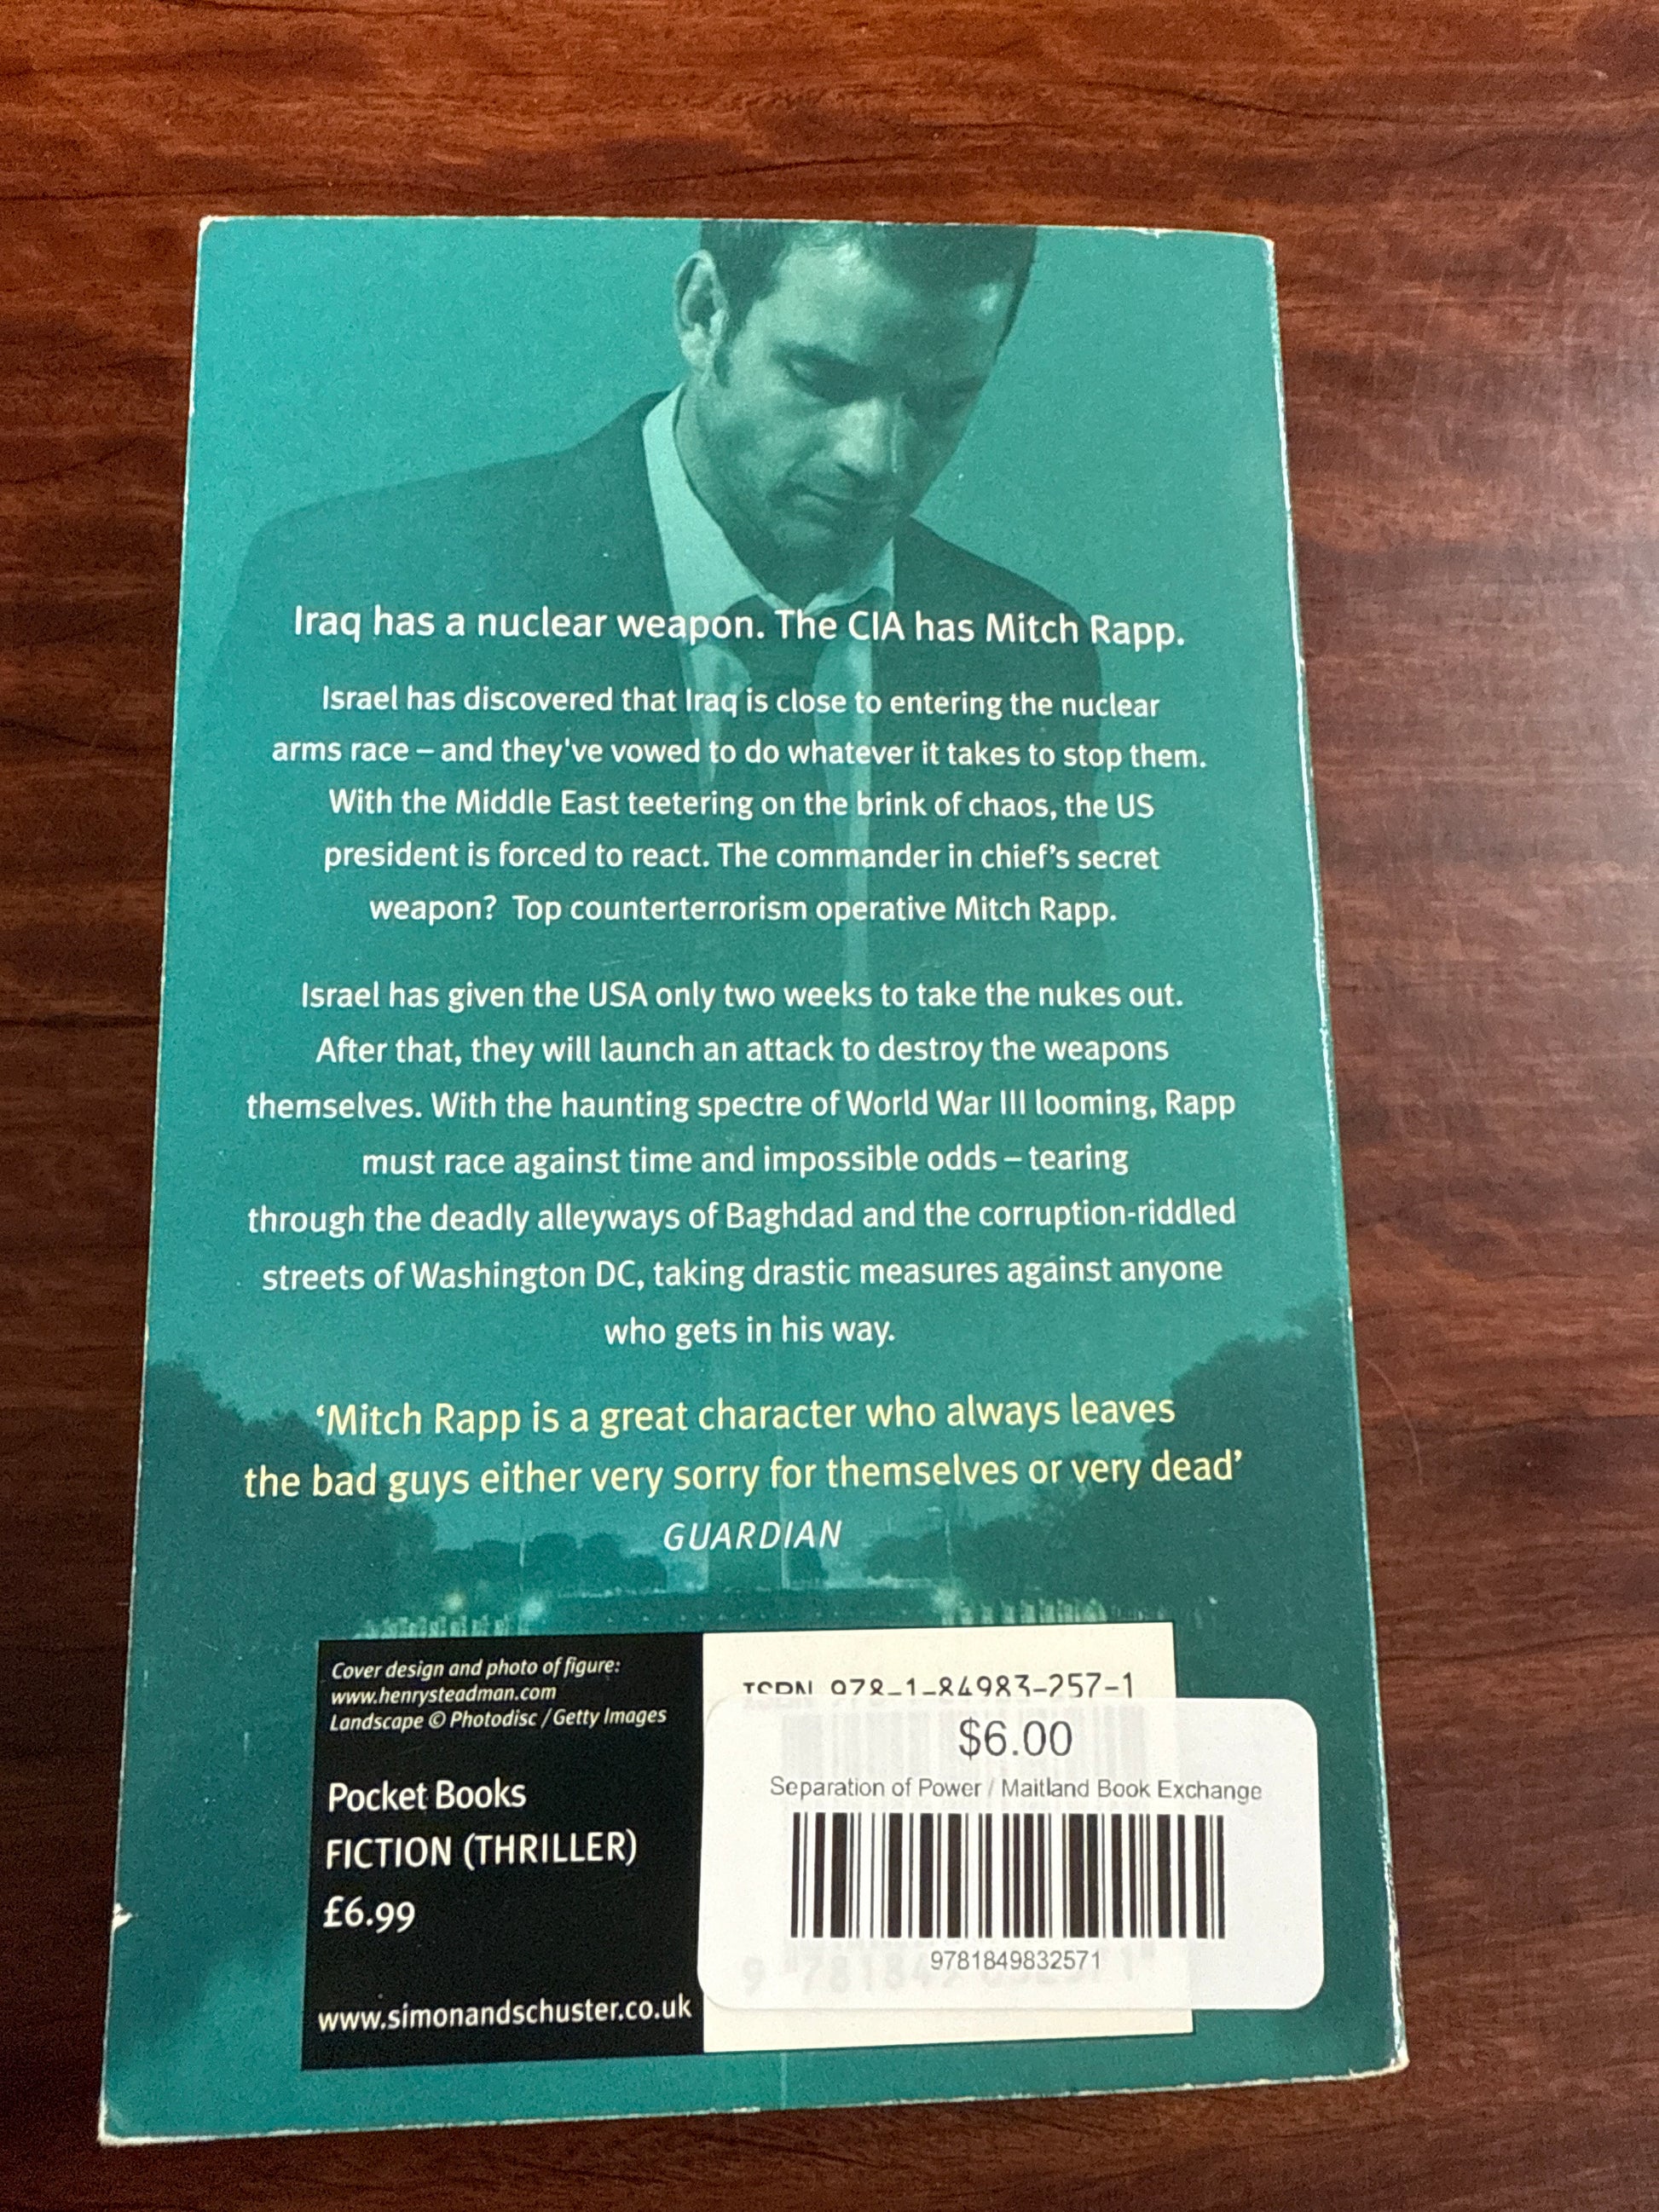 Iraq has a nuclear weapon. The CIA has Mitch Rapp.
Israel has discovered that Iraq is close to entering the nuclear
arms race – and they've vowed to do whatever it takes to stop them.
With the Middle East teetering on the brink of chaos, the US
president is forced to react. The commander in chief’s secret
weapon? Top counterterrorism operative Mitch Rapp.
Israel has given the USA only two weeks to take the nukes out.
After that, they will launch an attack to destroy the weapons
themselves. With the haunting spectre of World War III looming, Rapp
must race against time and impossible odds – tearing
through the deadly alleyways of Baghdad and the corruption-riddled
streets of Washington DC, taking drastic measures against anyone
who gets in his way.
‘Mitch Rapp is a great character who always leaves
the bad guys either very sorry for themselves or very dead’
GUARDIAN
Cover design and photo of figure:
www.henrysteadman.com
Landscape © Photodisc / Getty Images
Pocket Books
FICTION (THRILLER)
£6.99
www.simonandschuster.co.uk
ISBN 978-1-84983-257-1
$6.00
Separation of Power / Maitland Book Exchange
9781849832571
9 781849 832571